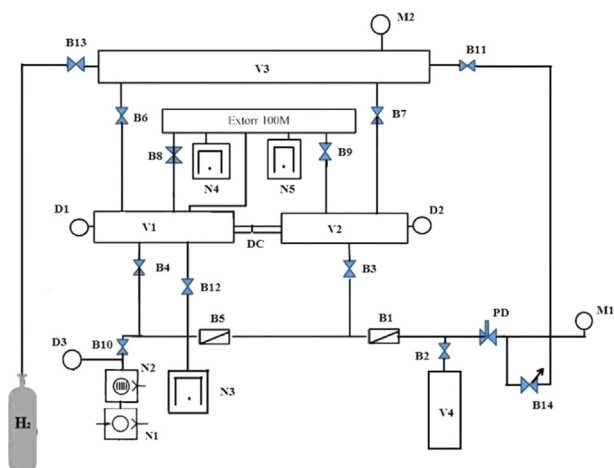 M2
B13
V3
B11
B6
B7
Extorr 100M
B8
B9
N4
N5
D1
V1
DC
V2
D2
B4
B12
B3
B5
B1
PD
M1
B10
D3
B2
N2
N3
V4
B14
H₂
N1